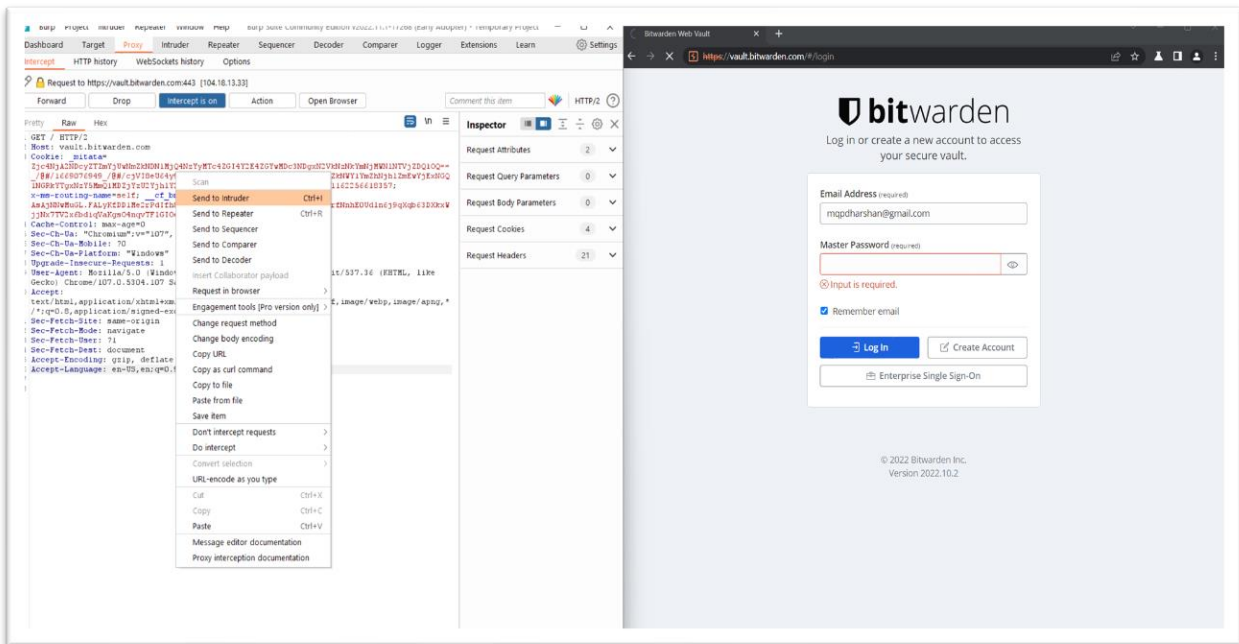 Burp Project Intruder Repeater Window Help
Dashboard Target Proxy Intruder Repeater Sequencer Decoder Comparer Logger Extensions Learn Settings
Intercept HTTP history WebSockets history Options
Request to https://vault.bitwarden.com:443 [104.18.13.33]
Forward Drop Intercept is on Action Open Browser Comment this item HTTP/2
Pretty Raw Hex \n
GET / HTTP/2
Host: vault.bitwarden.com
Cookie: _mitata=
x-ms-routing-name=self;
Cache-Control: max-age=0
Sec-Ch-Ua: "Chromium";v="107",
Sec-Ch-Ua-Mobile: ?0
Sec-Ch-Ua-Platform: "Windows"
Upgrade-Insecure-Requests: 1
User-Agent: Mozilla/5.0 (KHTML, like
Gecko) Chrome/107.0.5304.107
Accept:
Sec-Fetch-Site: same-origin
Sec-Fetch-Mode: navigate
Sec-Fetch-User: ?1
Sec-Fetch-Dest: document
Accept-Encoding: gzip, deflate
Accept-Language:
Scan
Send to Intruder Ctrl+I
Send to Repeater Ctrl+R
Send to Sequencer
Send to Comparer
Send to Decoder
Insert Collaborator payload
Request in browser
Engagement tools [Pro version only]
Change request method
Change body encoding
Copy URL
Copy as curl command
Copy to file
Paste from file
Save item
Don't intercept requests
Do intercept
Convert selection
URL-encode as you type
Cut Ctrl+X
Copy Ctrl+C
Paste Ctrl+V
Message editor documentation
Proxy interception documentation
Inspector
Request Attributes 2
Request Query Parameters 0
Request Body Parameters 0
Request Cookies 4
Request Headers 21
Bitwarden Web Vault
https://vault.bitwarden.com/#/login
bitwarden
Log in or create a new account to access
your secure vault.
Email Address (required)
mqpdharshan@gmail.com
Master Password (required)
Input is required.
Remember email
Log In Create Account
Enterprise Single Sign-On
© 2022 Bitwarden Inc.
Version 2022.10.2